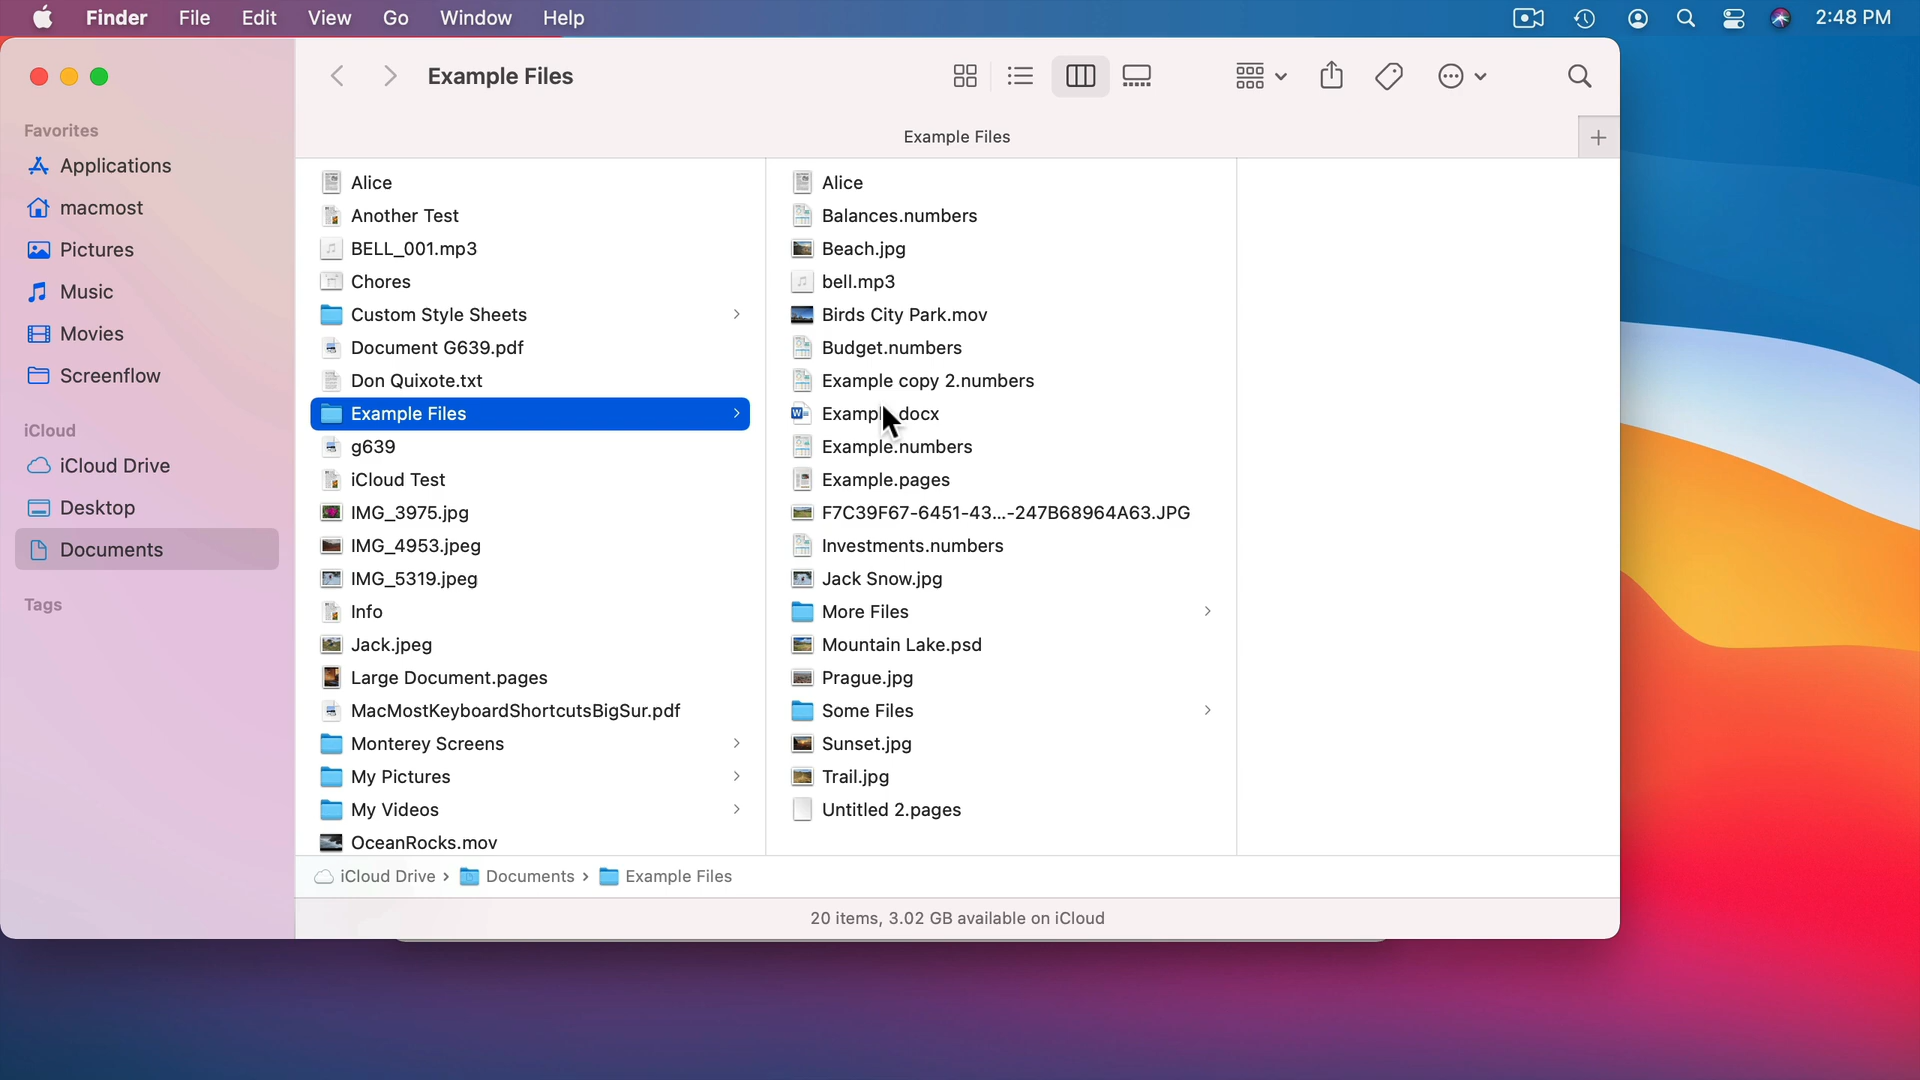 Finder File Edit View Go Window Help 2:48 PM
Example Files
Example Files
Favorites
Applications
macmost
Pictures
Music
Movies
Screenflow
iCloud
iCloud Drive
Desktop
Documents
Tags
Alice
Another Test
BELL_001.mp3
Chores
Custom Style Sheets
Document G639.pdf
Don Quixote.txt
Example Files
g639
iCloud Test
IMG_3975.jpg
IMG_4953.jpeg
IMG_5319.jpeg
Info
Jack.jpeg
Large Document.pages
MacMostKeyboardShortcutsBigSur.pdf
Monterey Screens
My Pictures
My Videos
OceanRocks.mov
Alice
Balances.numbers
Beach.jpg
bell.mp3
Birds City Park.mov
Budget.numbers
Example copy 2.numbers
Example.docx
Example.numbers
Example.pages
F7C39F67-6451-43...-247B68964A63.JPG
Investments.numbers
Jack Snow.jpg
More Files
Mountain Lake.psd
Prague.jpg
Some Files
Sunset.jpg
Trail.jpg
Untitled 2.pages
iCloud Drive › Documents › Example Files
20 items, 3.02 GB available on iCloud